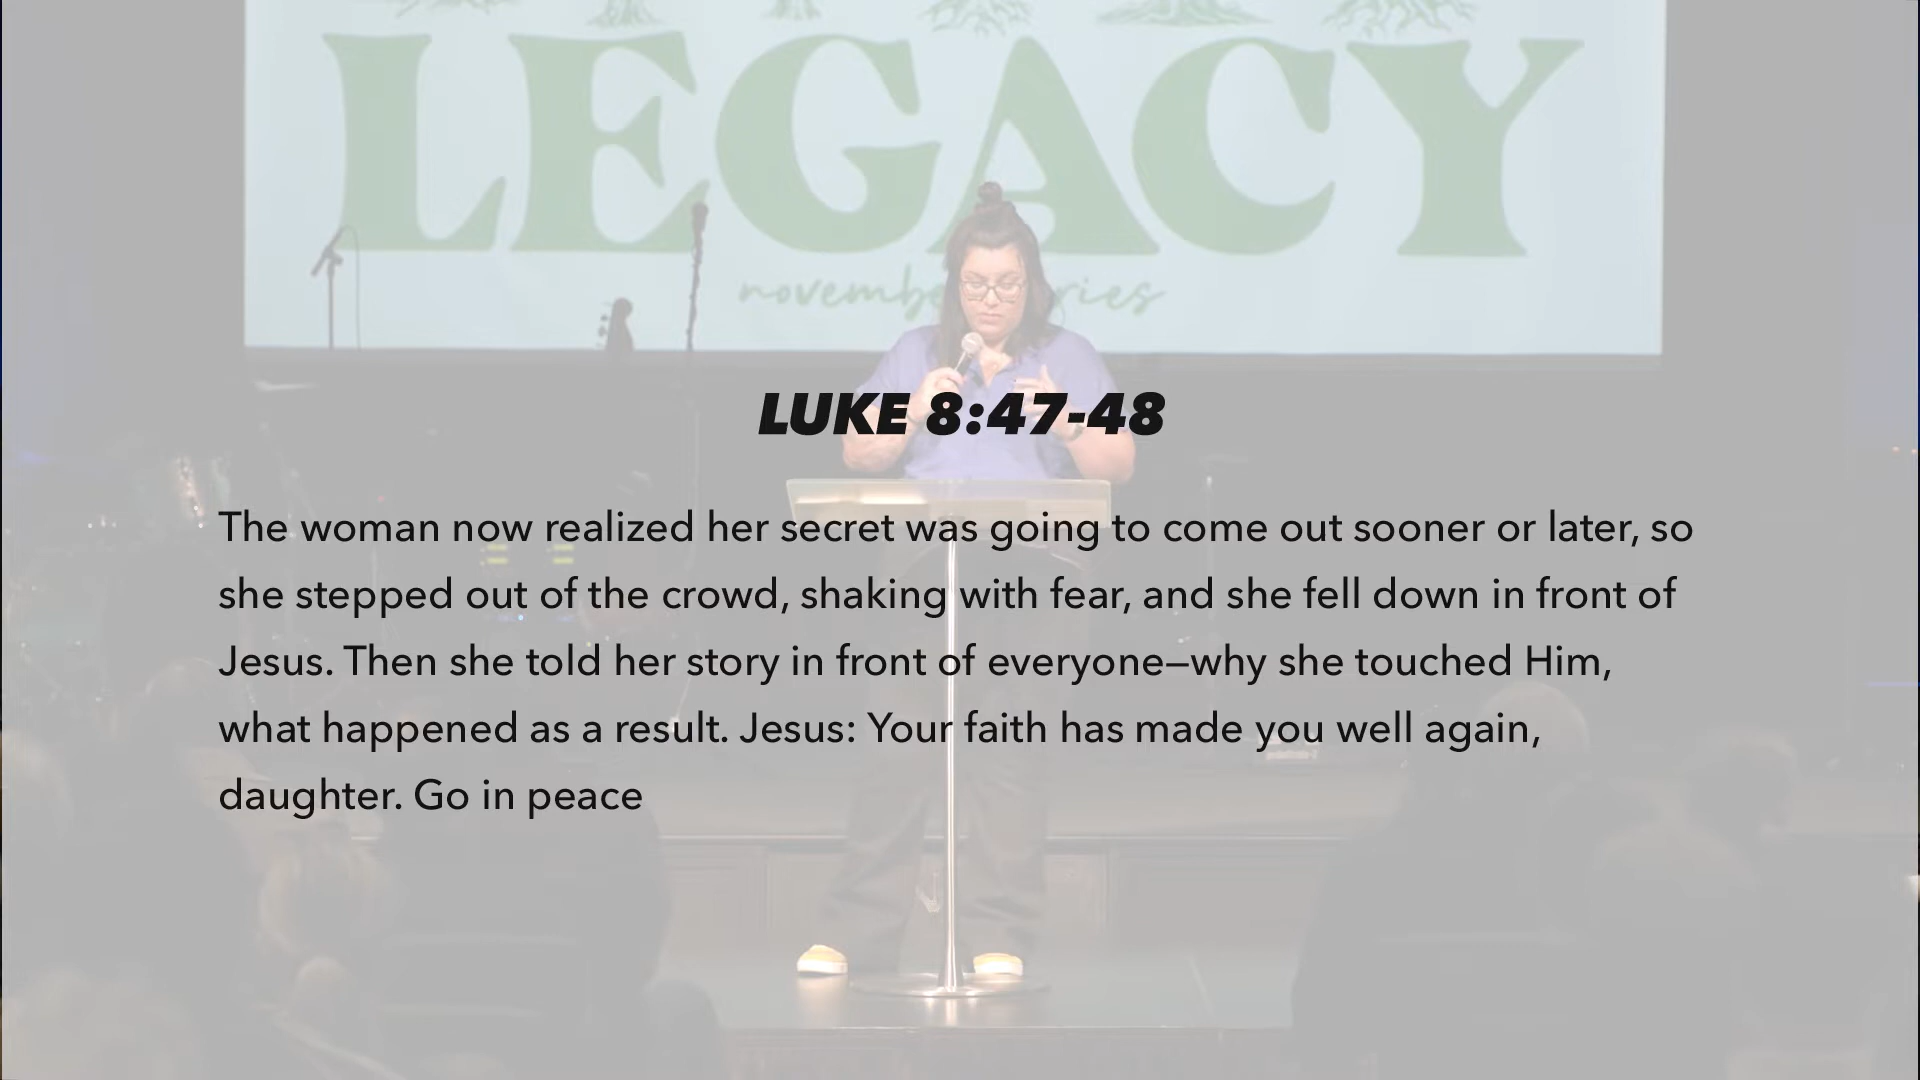 LEGACY
LUKE 8:47-48
The woman now realized her secret was going to come out sooner or later, so
she stepped out of the crowd, shaking with fear, and she fell down in front of
Jesus. Then she told her story in front of everyone—why she touched Him,
what happened as a result. Jesus: Your faith has made you well again,
daughter. Go in peace